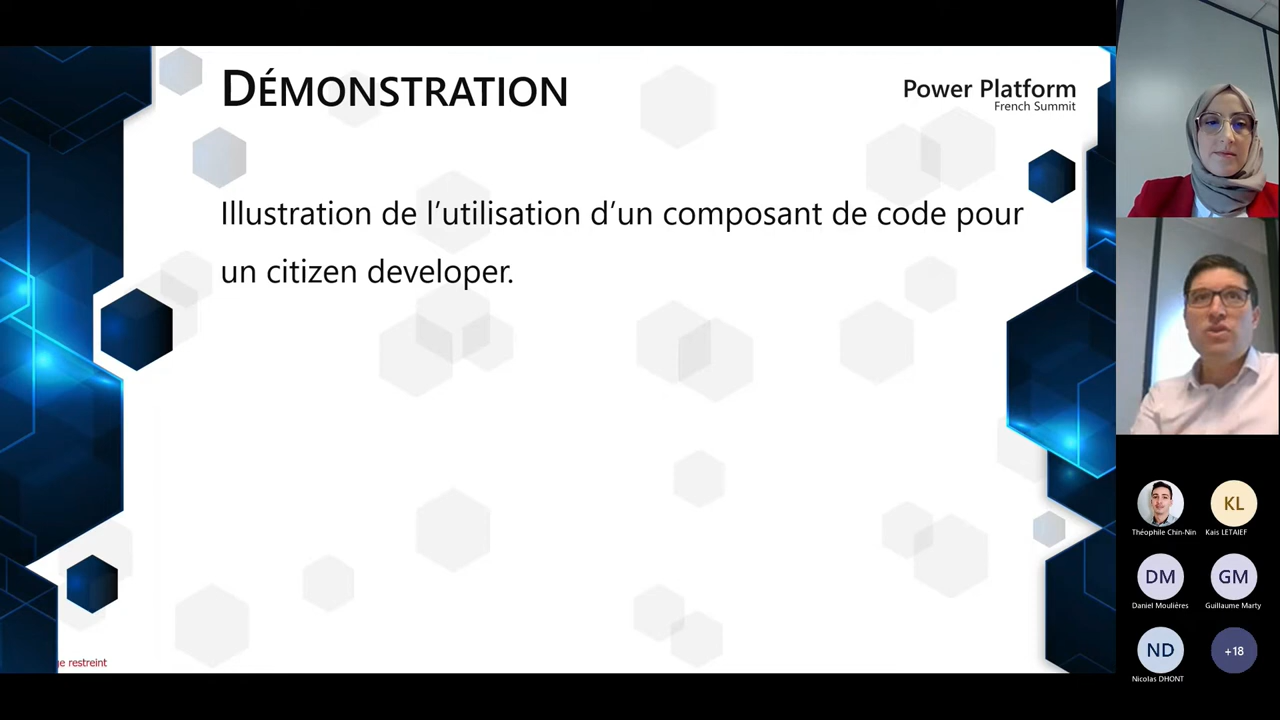 DÉMONSTRATION
Power Platform
French Summit
Illustration de l’utilisation d’un composant de code pour
un citizen developer.
restreint
KL
Théophile Chin-Nin
Kais LETAIEF
DM
GM
Daniel Moulières
Guillaume Marty
ND
+18
Nicolas DHONT